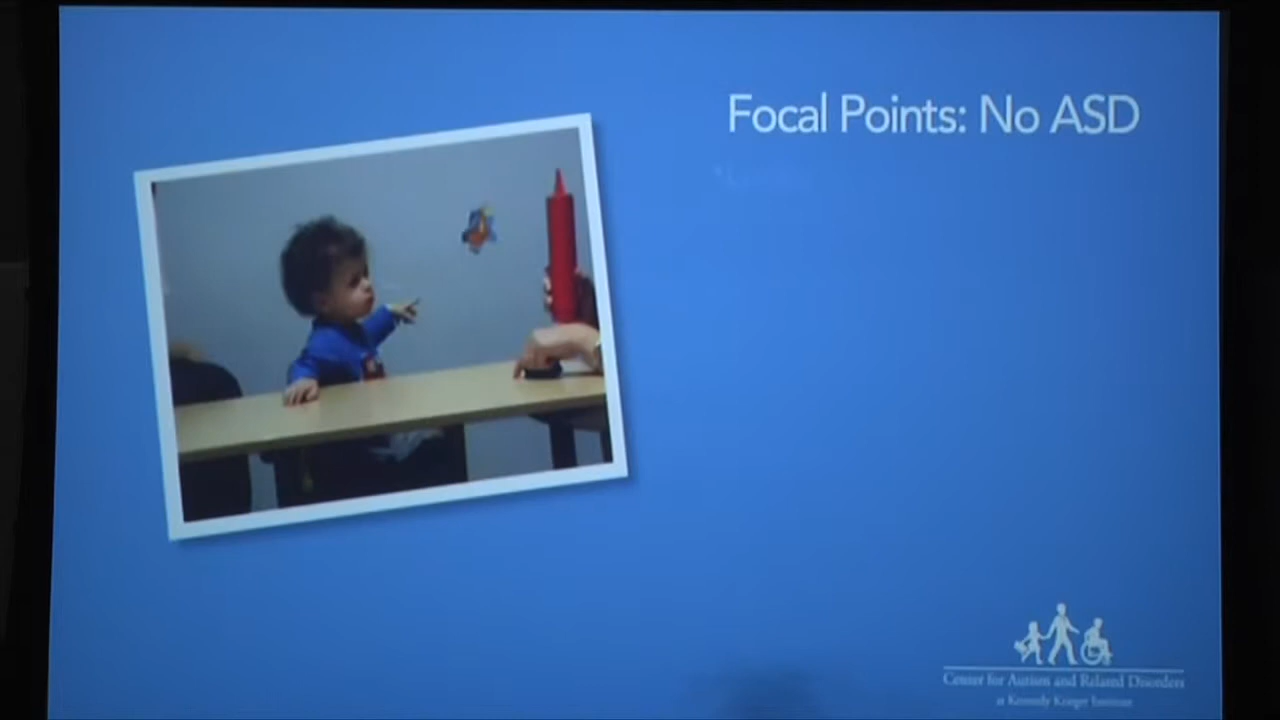 Focal Points: No ASD
Center for Autism and Related Disorders
at Kennedy Krieger Institute